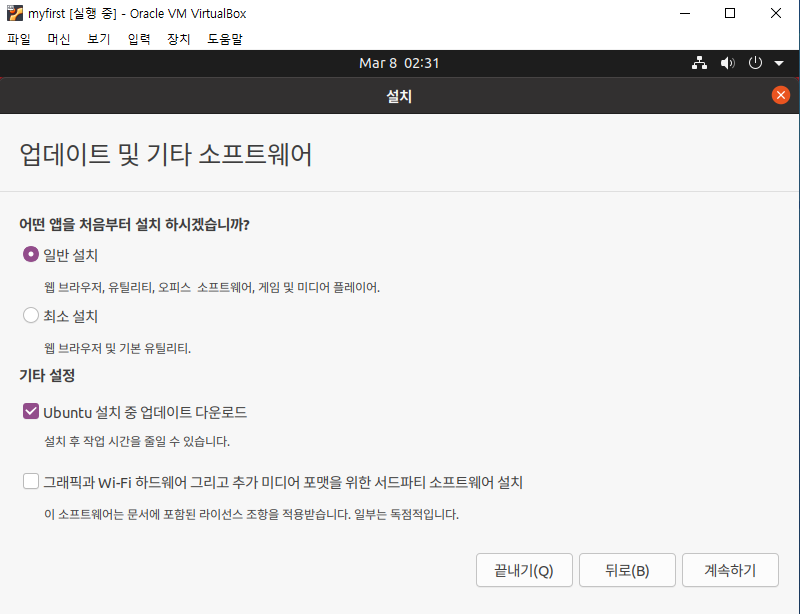 myfirst [실행 중] - Oracle VM VirtualBox
파일 머신 보기 입력 장치 도움말
Mar 8 02:31
설치
업데이트 및 기타 소프트웨어
어떤 앱을 처음부터 설치 하시겠습니까?
일반 설치
웹 브라우저, 유틸리티, 오피스 소프트웨어, 게임 및 미디어 플레이어.
최소 설치
웹 브라우저 및 기본 유틸리티.
기타 설정
Ubuntu 설치 중 업데이트 다운로드
설치 후 작업 시간을 줄일 수 있습니다.
그래픽과 Wi-Fi 하드웨어 그리고 추가 미디어 포맷을 위한 서드파티 소프트웨어 설치
이 소프트웨어는 문서에 포함된 라이선스 조항을 적용받습니다. 일부는 독점적입니다.
끝내기(Q) 뒤로(B) 계속하기